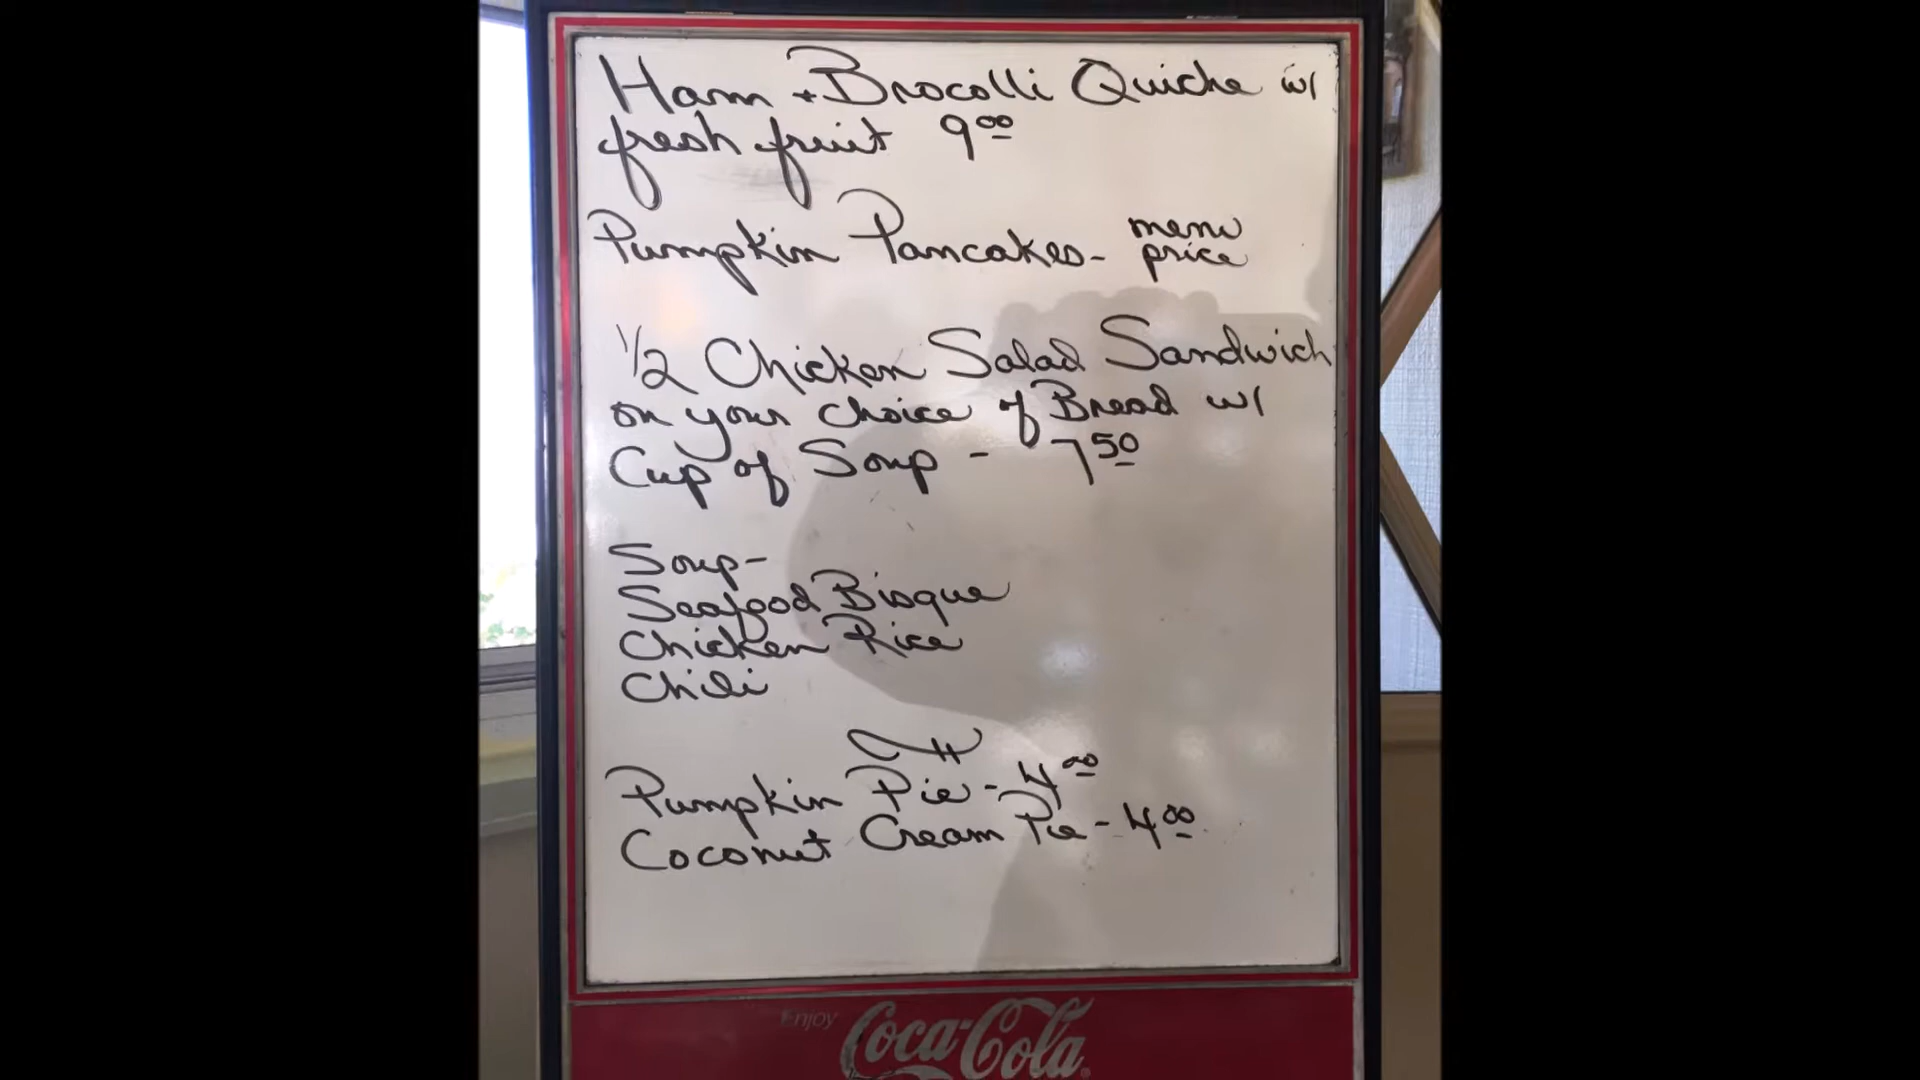 Ham + Brocolli Quiche w/
fresh fruit 9.00
Pumpkin Pancakes - menu
price
1/2 Chicken Salad Sandwich
on your choice of Bread w/
Cup of Soup - 7.50
Soup-
Seafood Bisque
Chicken Rice
Chili
Pumpkin Pie - 4.00
Coconut Cream Pie - 4.00
Enjoy
Coca-Cola